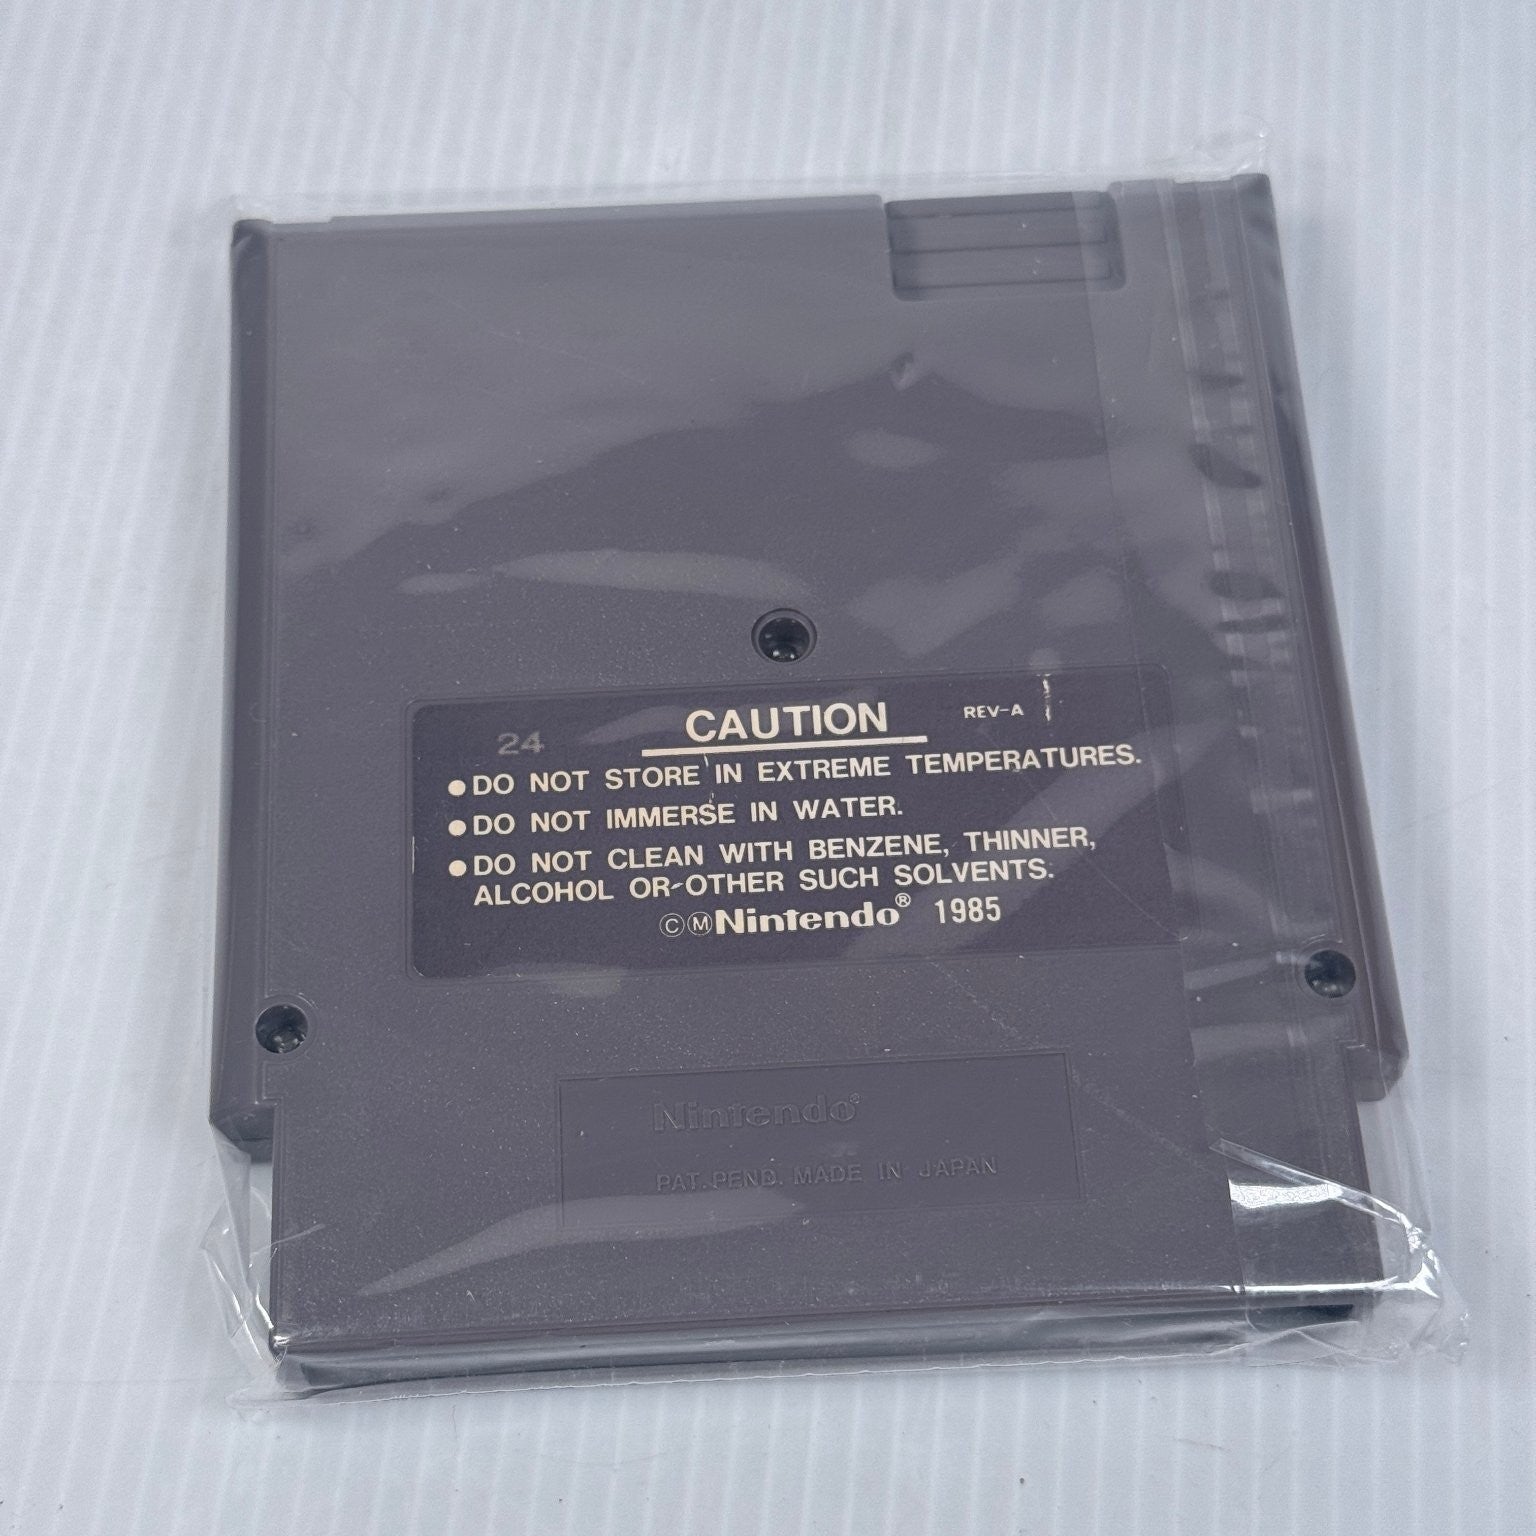 CAUTION REV-A
24
●DO NOT STORE IN EXTREME TEMPERATURES.
●DO NOT IMMERSE IN WATER.
●DO NOT CLEAN WITH BENZENE, THINNER,
ALCOHOL OR OTHER SUCH SOLVENTS.
©ⓂNintendo® 1985
Nintendo®
PAT. PEND. MADE IN JAPAN